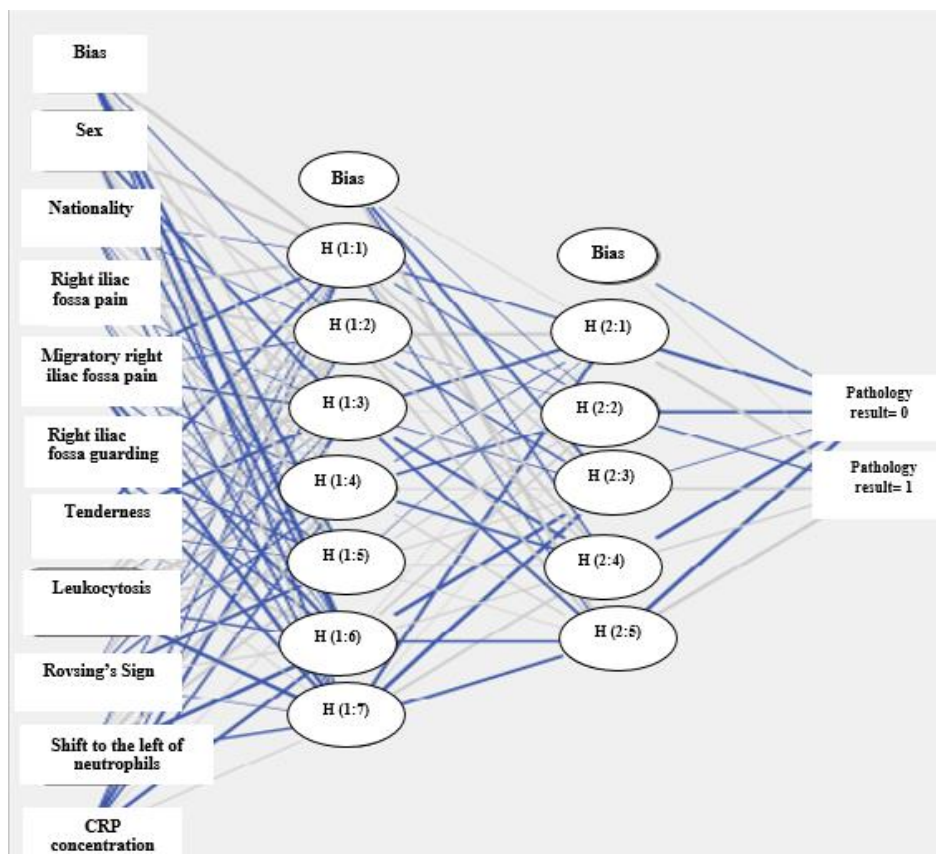 Bias
Sex
Nationality
Right iliac
fossa pain
Migratory right
iliac fossa pain
Right iliac
fossa guarding
Tenderness
Leukocytosis
Rovsing's Sign
Shift to the left of
neutrophils
CRP
concentration
Bias
H (1:1)
H (1:2)
H (1:3)
H (1:4)
H (1:5)
H (1:6)
H (1:7)
Bias
H (2:1)
H (2:2)
H (2:3)
H (2:4)
H (2:5)
Pathology
result= 0
Pathology
result= 1